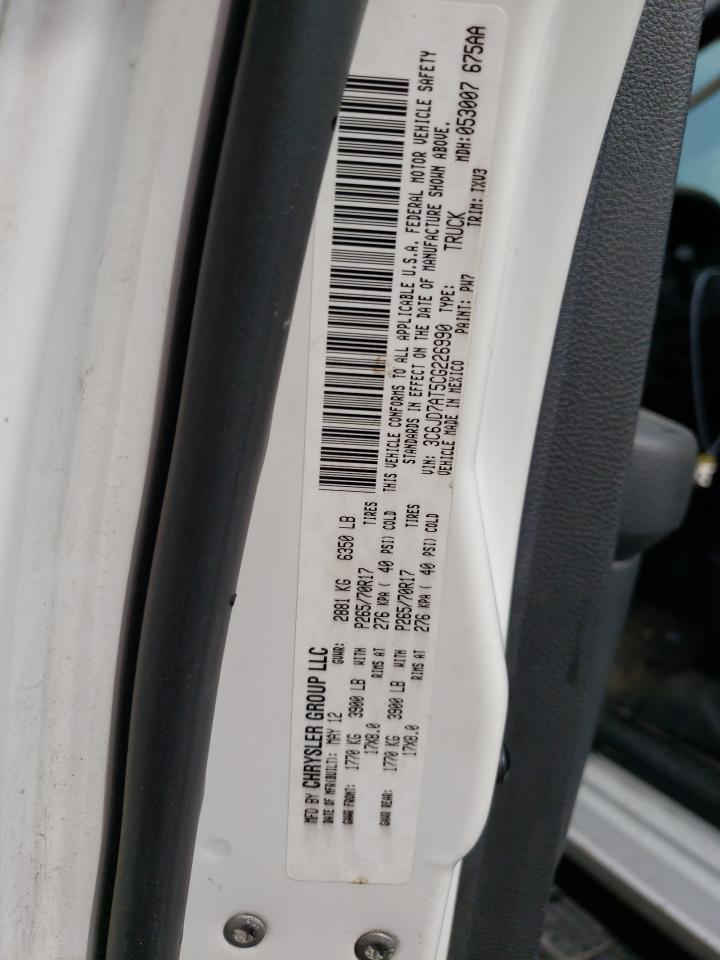 MFD BY CHRYSLER GROUP LLC
DATE OF MFR(BUILT): MAY 12 GVWR: 2881 KG 6350 LB
GAWR FRONT: 1770 KG 3900 LB WITH P265/70R17 TIRES
17X8.0 RIMS AT 276 KPA ( 40 PSI) COLD
GAWR REAR: 1770 KG 3900 LB WITH P265/70R17 TIRES
17X8.0 RIMS AT 276 KPA ( 40 PSI) COLD
THIS VEHICLE CONFORMS TO ALL APPLICABLE U.S.A. FEDERAL MOTOR VEHICLE SAFETY
STANDARDS IN EFFECT ON THE DATE OF MANUFACTURE SHOWN ABOVE.
VIN: 3C6JD7AT5CG226990 TYPE: TRUCK MDH:053007 675AA
VEHICLE MADE IN MEXICO PAINT: PW7 TRIM: TXV3